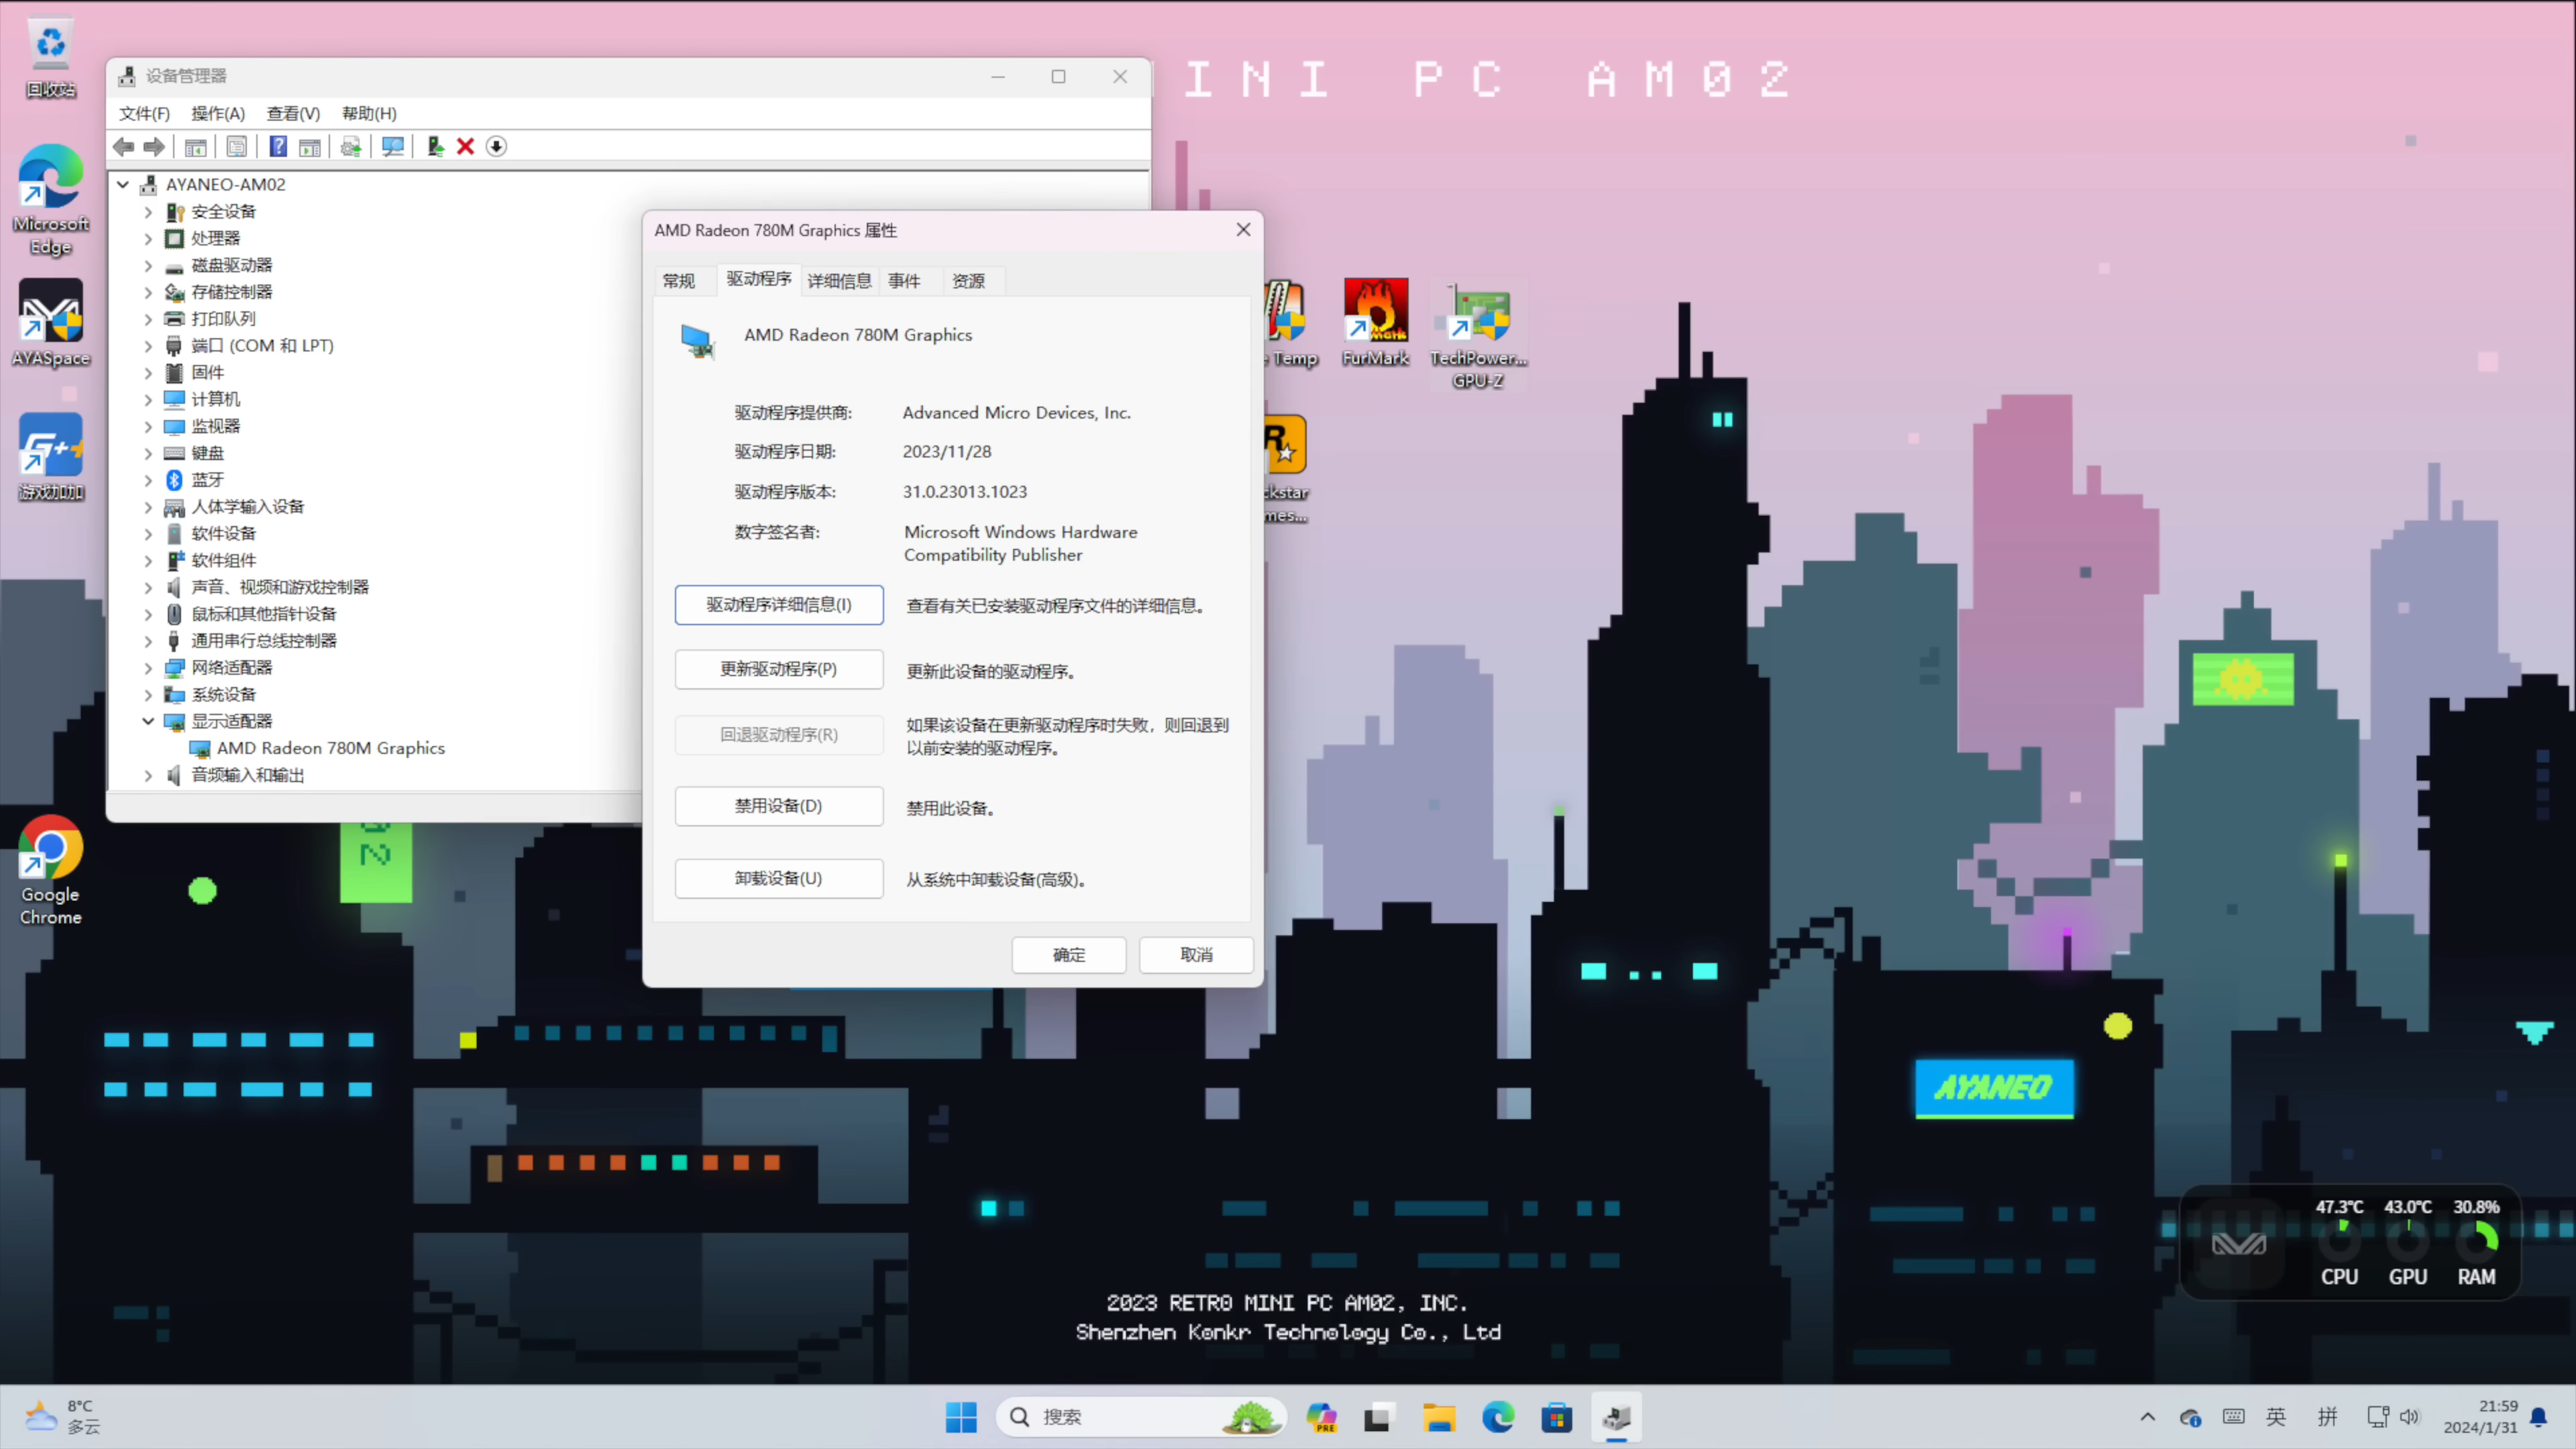 INI PC AM02
回收站
Microsoft
Edge
AYASpace
游戏加加
Google
Chrome
设备管理器
文件(F) 操作(A) 查看(V) 帮助(H)
AYANEO-AM02
安全设备
处理器
磁盘驱动器
存储控制器
打印队列
端口 (COM 和 LPT)
固件
计算机
监视器
键盘
蓝牙
人体学输入设备
软件设备
软件组件
声音、视频和游戏控制器
鼠标和其他指针设备
通用串行总线控制器
网络适配器
系统设备
显示适配器
AMD Radeon 780M Graphics
音频输入和输出
AMD Radeon 780M Graphics 属性
常规 驱动程序 详细信息 事件 资源
AMD Radeon 780M Graphics
驱动程序提供商: Advanced Micro Devices, Inc.
驱动程序日期: 2023/11/28
驱动程序版本: 31.0.23013.1023
数字签名者: Microsoft Windows Hardware
Compatibility Publisher
驱动程序详细信息(I) 查看有关已安装驱动程序文件的详细信息。
更新驱动程序(P) 更新此设备的驱动程序。
回退驱动程序(R) 如果该设备在更新驱动程序时失败，则回退到
以前安装的驱动程序。
禁用设备(D) 禁用此设备。
卸载设备(U) 从系统中卸载设备(高级)。
确定 取消
Temp
FurMark
TechPower...
GPU-Z
ckstar
mes...
AYANEO
47.3°C 43.0°C 30.8%
CPU GPU RAM
2023 RETRO MINI PC AM02, INC.
Shenzhen Konkr Technology Co., Ltd
8°C
多云
搜索
PRE
英 拼
21:59
2024/1/31